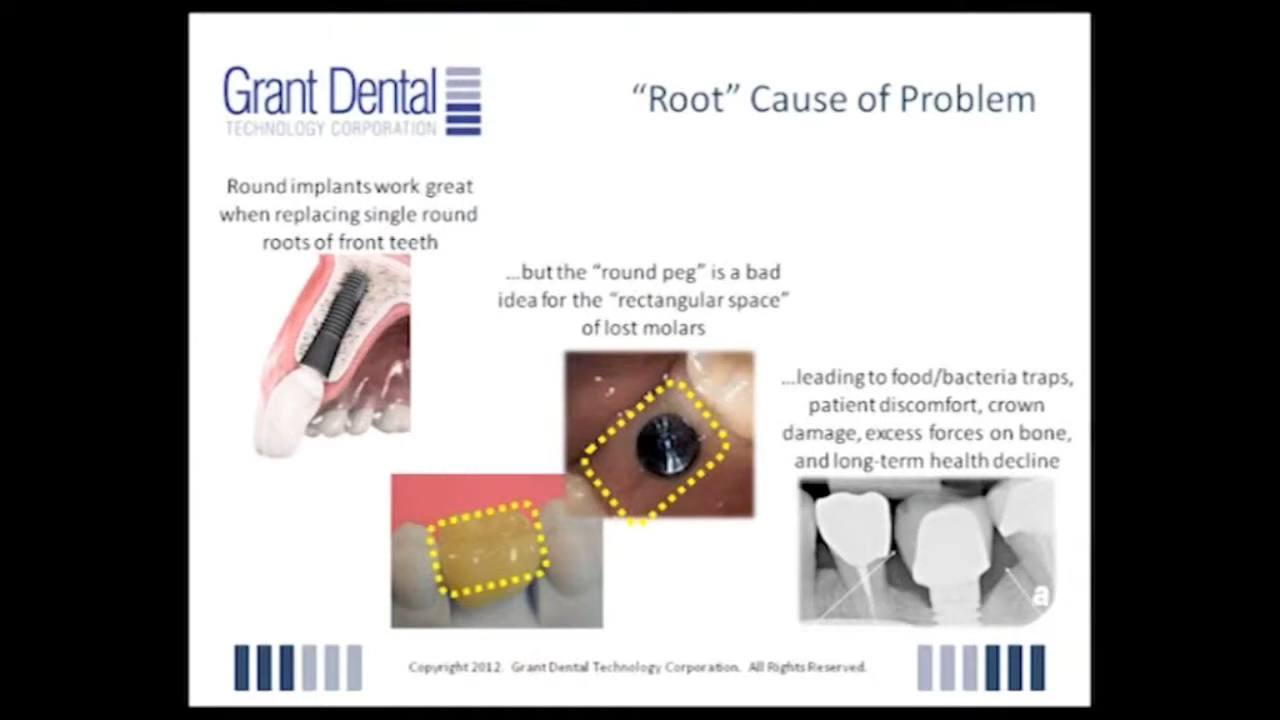 Grant Dental
TECHNOLOGY CORPORATION
"Root" Cause of Problem
Round implants work great
when replacing single round
roots of front teeth
...but the "round peg" is a bad
idea for the "rectangular space"
of lost molars
...leading to food/bacteria traps,
patient discomfort, crown
damage, excess forces on bone,
and long-term health decline
a
Copyright 2012. Grant Dental Technology Corporation. All Rights Reserved.